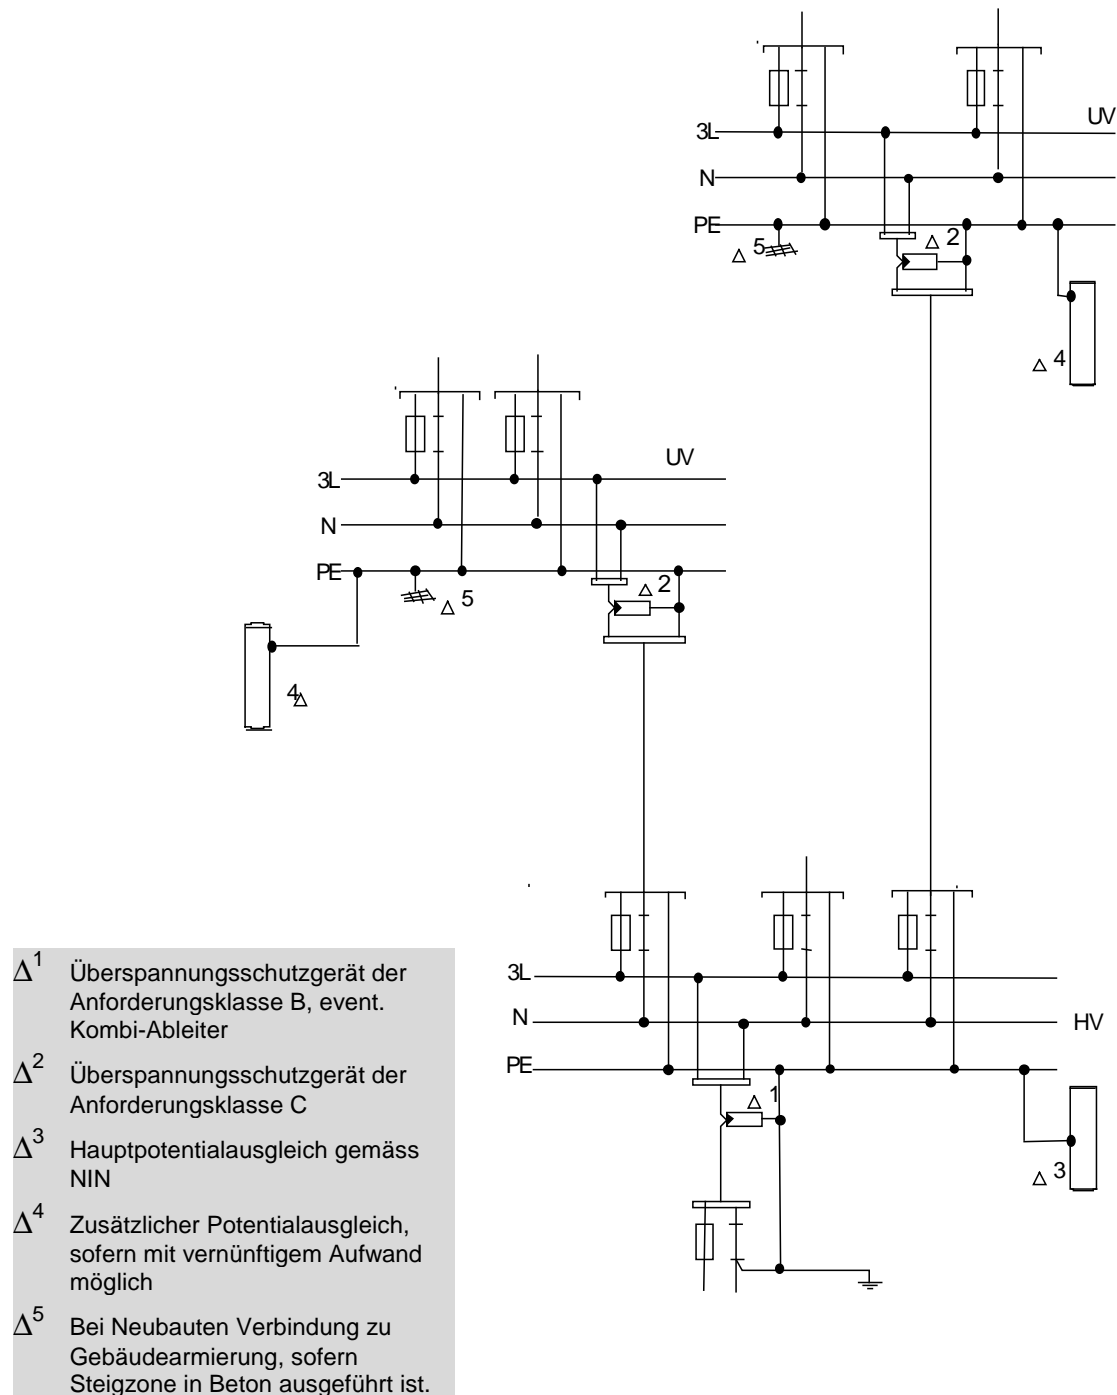 UV
3L
N
PE
△ 5
△ 2
△ 4
UV
3L
N
PE
△ 5
△ 2
4△
3L
N
HV
PE
△ 1
△ 3
Δ1 Überspannungsschutzgerät der
Anforderungsklasse B, event.
Kombi-Ableiter
Δ2 Überspannungsschutzgerät der
Anforderungsklasse C
Δ3 Hauptpotentialausgleich gemäss
NIN
Δ4 Zusätzlicher Potentialausgleich,
sofern mit vernünftigem Aufwand
möglich
Δ5 Bei Neubauten Verbindung zu
Gebäudearmierung, sofern
Steigzone in Beton ausgeführt ist.